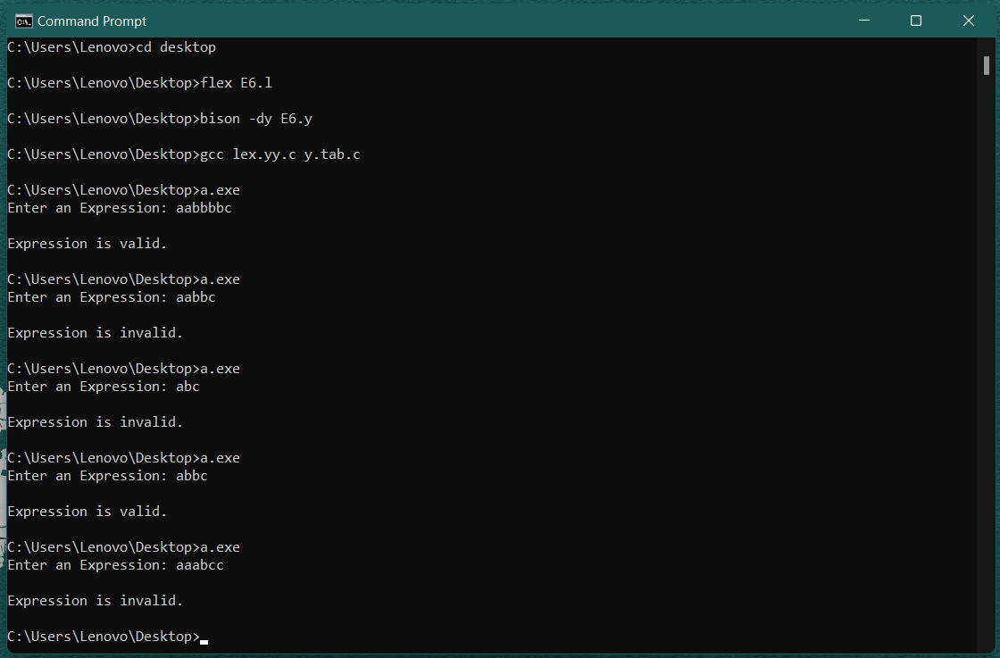 Command Prompt
C:\Users\Lenovo>cd desktop
C:\Users\Lenovo\Desktop>flex E6.l
C:\Users\Lenovo\Desktop>bison -dy E6.y
C:\Users\Lenovo\Desktop>gcc lex.yy.c y.tab.c
C:\Users\Lenovo\Desktop>a.exe
Enter an Expression: aabbbbc
Expression is valid.
C:\Users\Lenovo\Desktop>a.exe
Enter an Expression: aabbc
Expression is invalid.
C:\Users\Lenovo\Desktop>a.exe
Enter an Expression: abc
Expression is invalid.
C:\Users\Lenovo\Desktop>a.exe
Enter an Expression: abbc
Expression is valid.
C:\Users\Lenovo\Desktop>a.exe
Enter an Expression: aaabcc
Expression is invalid.
C:\Users\Lenovo\Desktop>